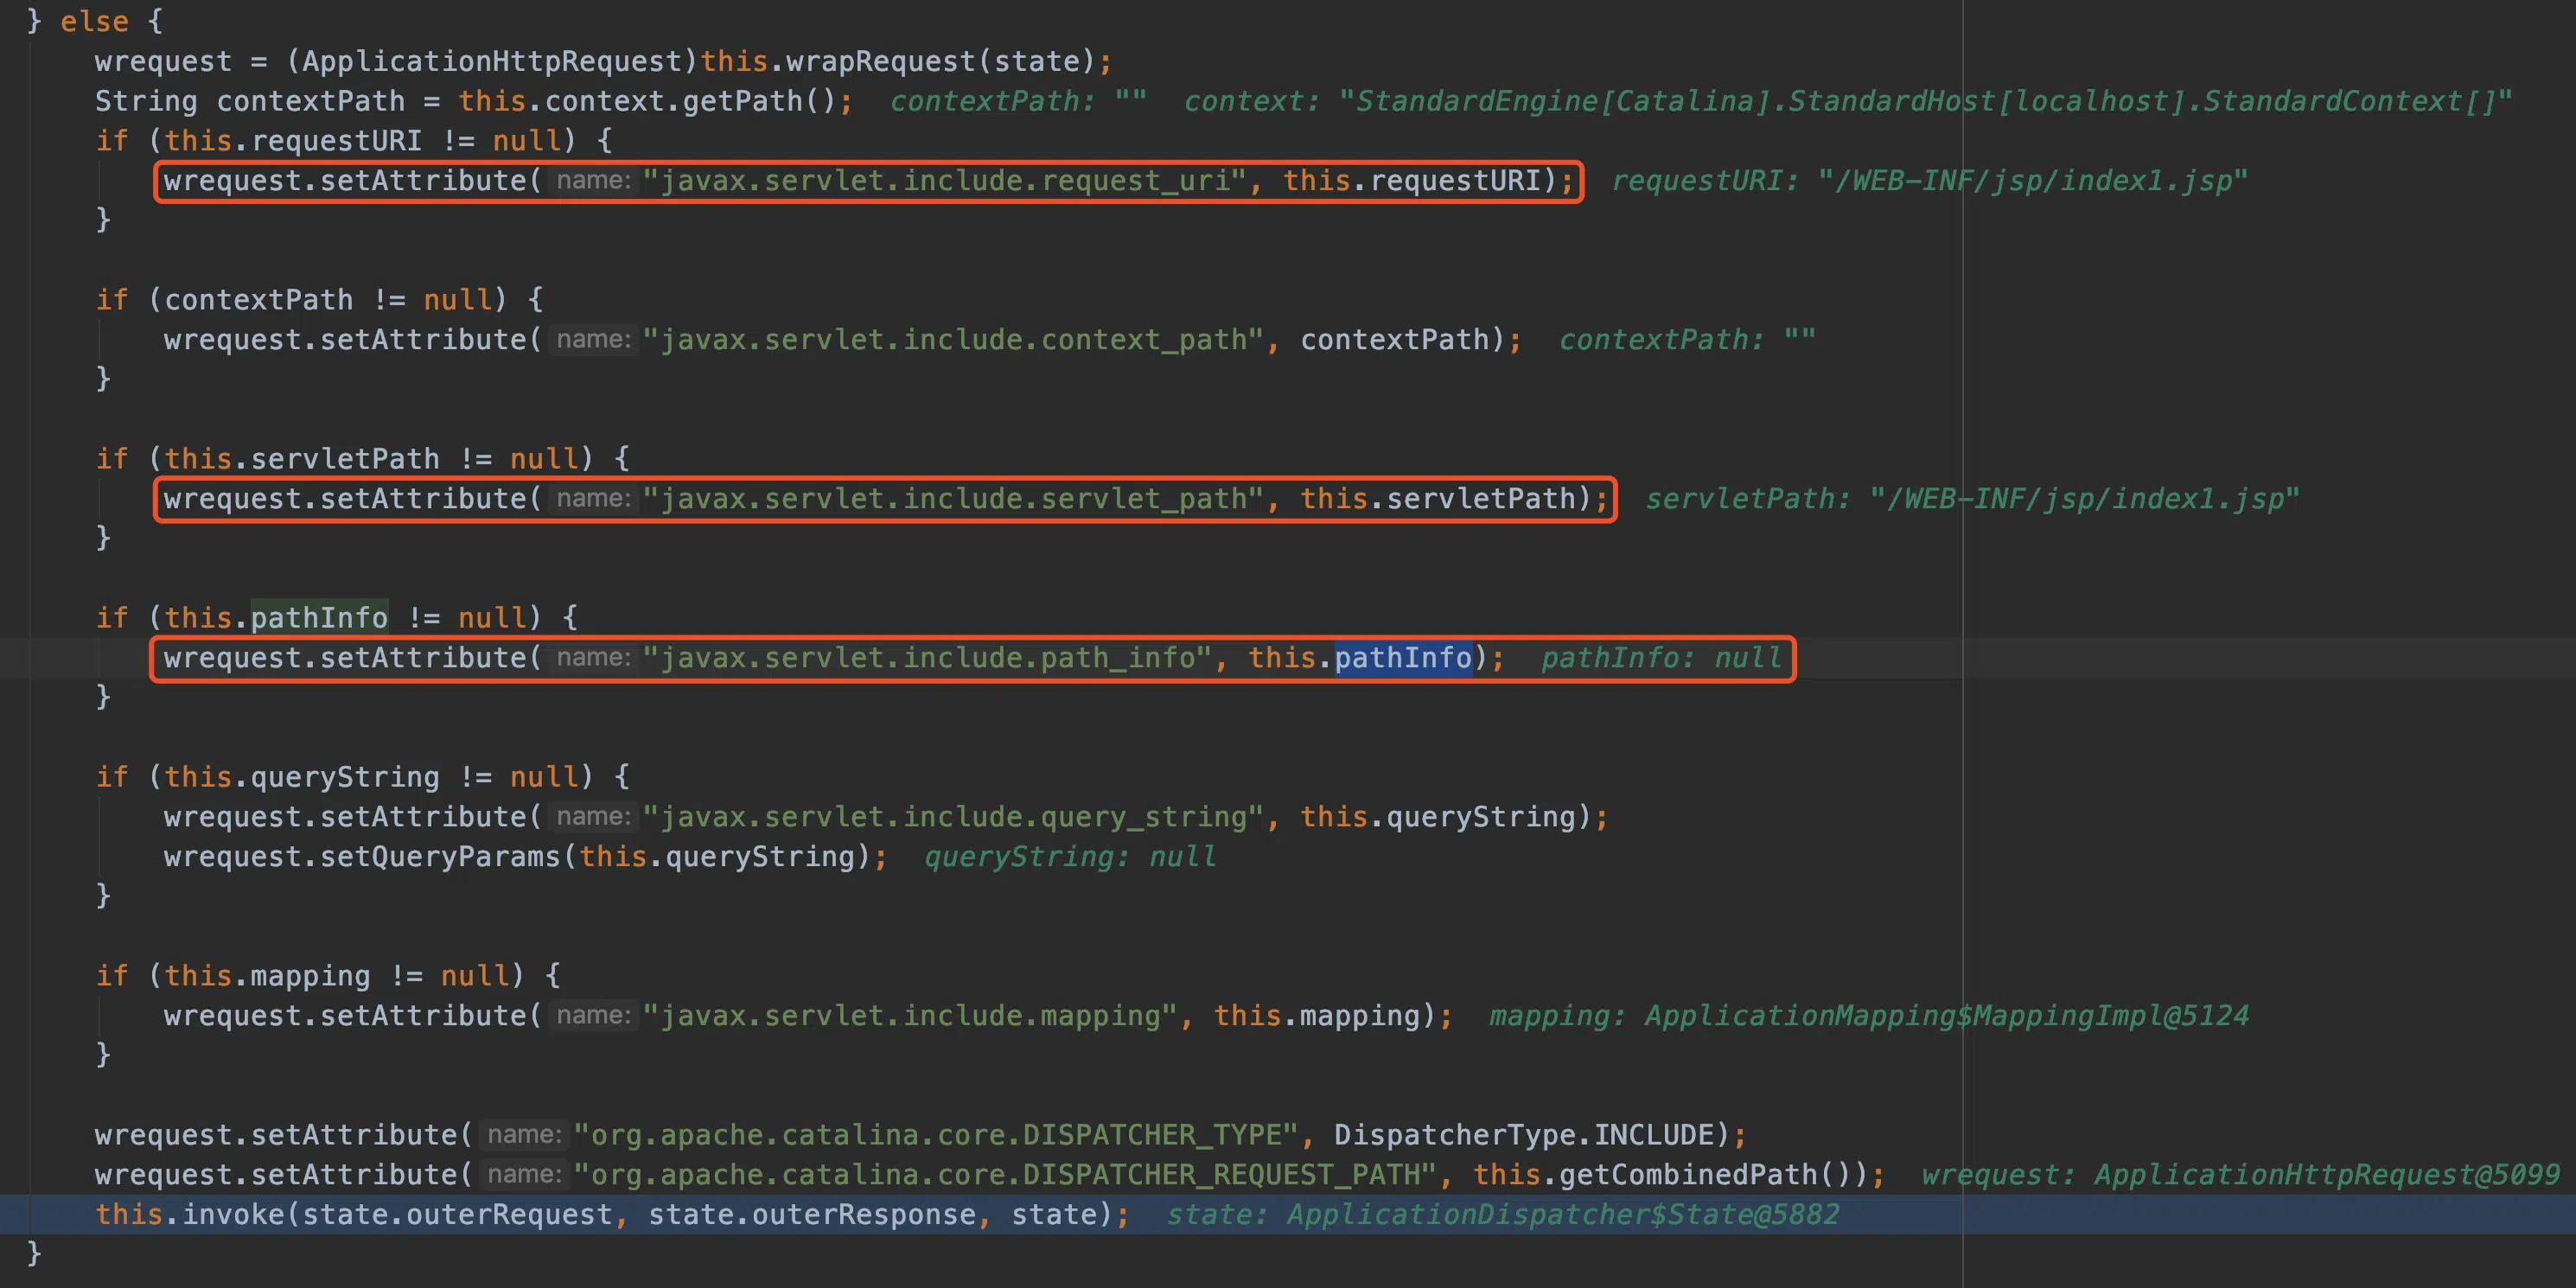 } else {
wrequest = (ApplicationHttpRequest)this.wrapRequest(state);
String contextPath = this.context.getPath(); contextPath: "" context: "StandardEngine[Catalina].StandardHost[localhost].StandardContext[]"
if (this.requestURI != null) {
wrequest.setAttribute( name: "javax.servlet.include.request_uri", this.requestURI); requestURI: "/WEB-INF/jsp/index1.jsp"
}
if (contextPath != null) {
wrequest.setAttribute( name: "javax.servlet.include.context_path", contextPath); contextPath: ""
}
if (this.servletPath != null) {
wrequest.setAttribute( name: "javax.servlet.include.servlet_path", this.servletPath); servletPath: "/WEB-INF/jsp/index1.jsp"
}
if (this.pathInfo != null) {
wrequest.setAttribute( name: "javax.servlet.include.path_info", this.pathInfo); pathInfo: null
}
if (this.queryString != null) {
wrequest.setAttribute( name: "javax.servlet.include.query_string", this.queryString);
wrequest.setQueryParams(this.queryString); queryString: null
}
if (this.mapping != null) {
wrequest.setAttribute( name: "javax.servlet.include.mapping", this.mapping); mapping: ApplicationMapping$MappingImpl@5124
}
wrequest.setAttribute( name: "org.apache.catalina.core.DISPATCHER_TYPE", DispatcherType.INCLUDE);
wrequest.setAttribute( name: "org.apache.catalina.core.DISPATCHER_REQUEST_PATH", this.getCombinedPath()); wrequest: ApplicationHttpRequest@5099
this.invoke(state.outerRequest, state.outerResponse, state); state: ApplicationDispatcher$State@5882
}